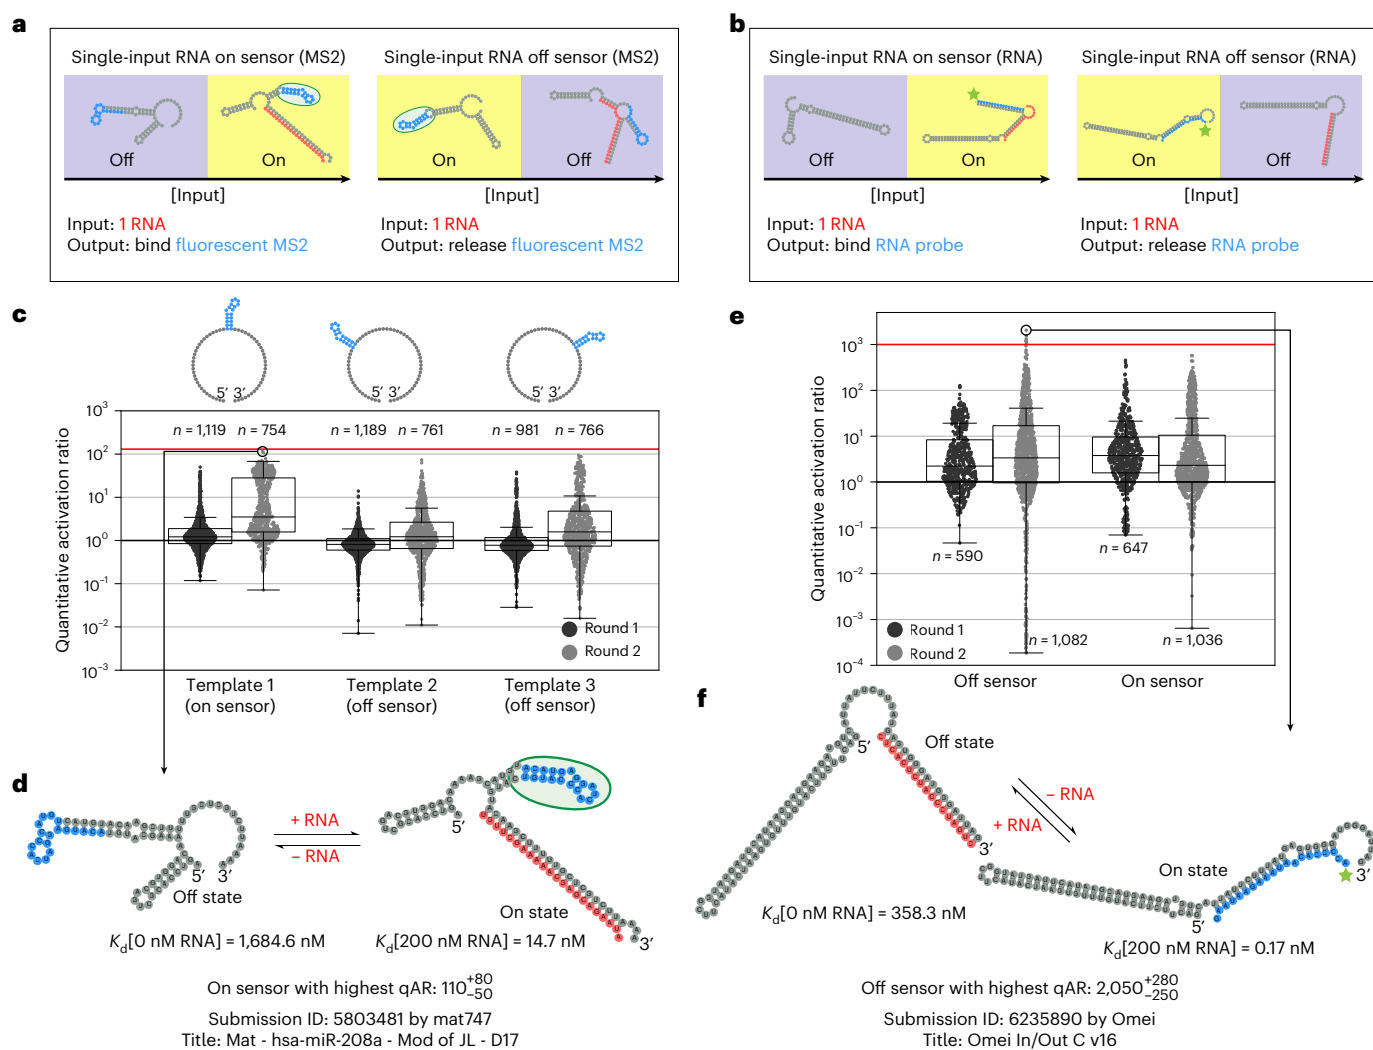 a
Single-input RNA on sensor (MS2)
Single-input RNA off sensor (MS2)
Off
On
On
Off
[Input]
[Input]
Input: 1 RNA
Output: bind fluorescent MS2
Input: 1 RNA
Output: release fluorescent MS2
b
Single-input RNA on sensor (RNA)
Single-input RNA off sensor (RNA)
Off
On
On
Off
[Input]
[Input]
Input: 1 RNA
Output: bind RNA probe
Input: 1 RNA
Output: release RNA probe
c
5′ 3′
5′ 3′
5′ 3′
Quantitative activation ratio
10³
10²
10¹
10⁰
10⁻¹
10⁻²
10⁻³
n = 1,119
n = 754
n = 1,189
n = 761
n = 981
n = 766
Round 1
Round 2
Template 1
(on sensor)
Template 2
(off sensor)
Template 3
(off sensor)
e
Quantitative activation ratio
10³
10²
10¹
10⁰
10⁻¹
10⁻²
10⁻³
10⁻⁴
n = 590
n = 647
n = 1,082
n = 1,036
Round 1
Round 2
Off sensor
On sensor
d
5′ 3′
Off state
+ RNA
− RNA
5′
On state
3′
Kd[0 nM RNA] = 1,684.6 nM
Kd[200 nM RNA] = 14.7 nM
On sensor with highest qAR: 110 +80 −50
Submission ID: 5803481 by mat747
Title: Mat - hsa-miR-208a - Mod of JL - D17
f
5′
Off state
3′
− RNA
+ RNA
On state
5′
3′
Kd[0 nM RNA] = 358.3 nM
Kd[200 nM RNA] = 0.17 nM
Off sensor with highest qAR: 2,050 +280 −250
Submission ID: 6235890 by Omei
Title: Omei In/Out C v16